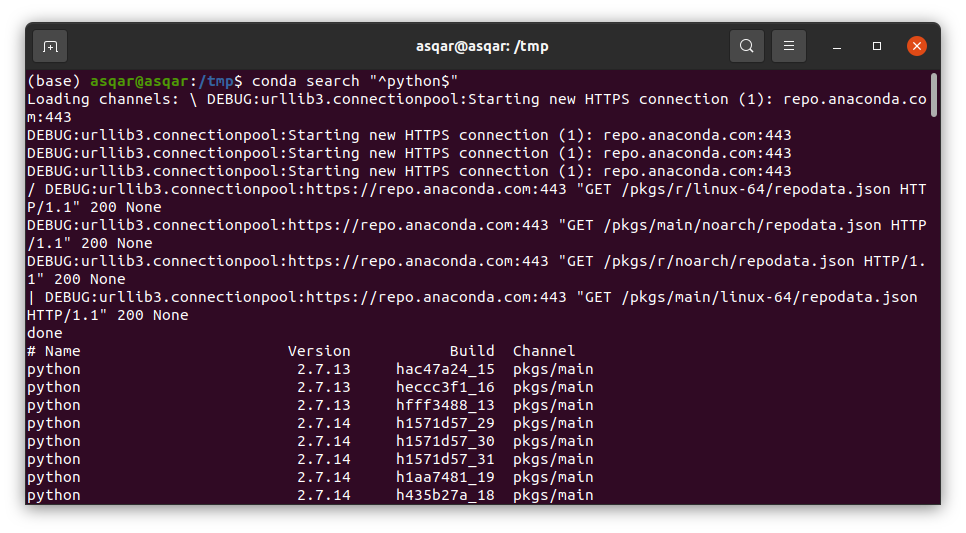 asqar@asqar: /tmp
(base) asqar@asqar:/tmp$ conda search "^python$"
Loading channels: \ DEBUG:urllib3.connectionpool:Starting new HTTPS connection (1): repo.anaconda.co
m:443
DEBUG:urllib3.connectionpool:Starting new HTTPS connection (1): repo.anaconda.com:443
DEBUG:urllib3.connectionpool:Starting new HTTPS connection (1): repo.anaconda.com:443
DEBUG:urllib3.connectionpool:Starting new HTTPS connection (1): repo.anaconda.com:443
/ DEBUG:urllib3.connectionpool:https://repo.anaconda.com:443 "GET /pkgs/r/linux-64/repodata.json HTT
P/1.1" 200 None
DEBUG:urllib3.connectionpool:https://repo.anaconda.com:443 "GET /pkgs/main/noarch/repodata.json HTTP
/1.1" 200 None
DEBUG:urllib3.connectionpool:https://repo.anaconda.com:443 "GET /pkgs/r/noarch/repodata.json HTTP/1.
1" 200 None
| DEBUG:urllib3.connectionpool:https://repo.anaconda.com:443 "GET /pkgs/main/linux-64/repodata.json
HTTP/1.1" 200 None
done
# Name                       Version           Build  Channel
python                        2.7.13     hac47a24_15  pkgs/main
python                        2.7.13     heccc3f1_16  pkgs/main
python                        2.7.13     hfff3488_13  pkgs/main
python                        2.7.14     h1571d57_29  pkgs/main
python                        2.7.14     h1571d57_30  pkgs/main
python                        2.7.14     h1571d57_31  pkgs/main
python                        2.7.14     h1aa7481_19  pkgs/main
python                        2.7.14     h435b27a_18  pkgs/main